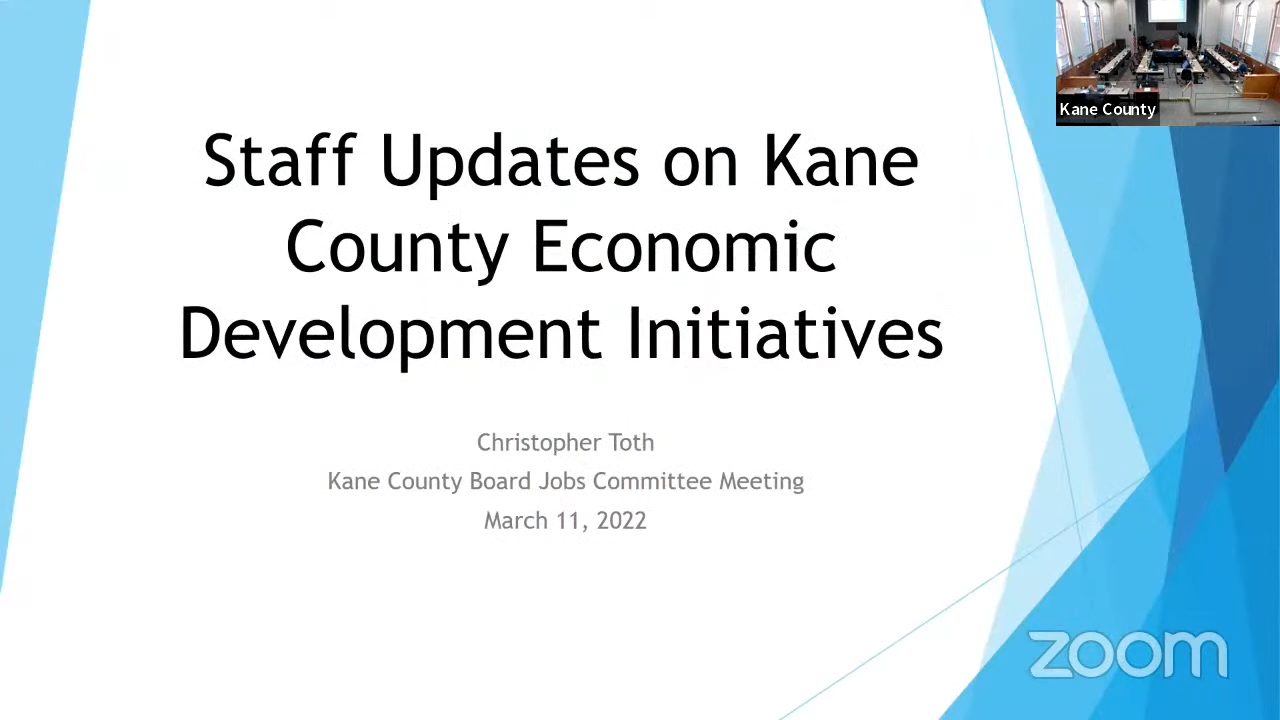 Kane County
Staff Updates on Kane
County Economic
Development Initiatives
Christopher Toth
Kane County Board Jobs Committee Meeting
March 11, 2022
zoom